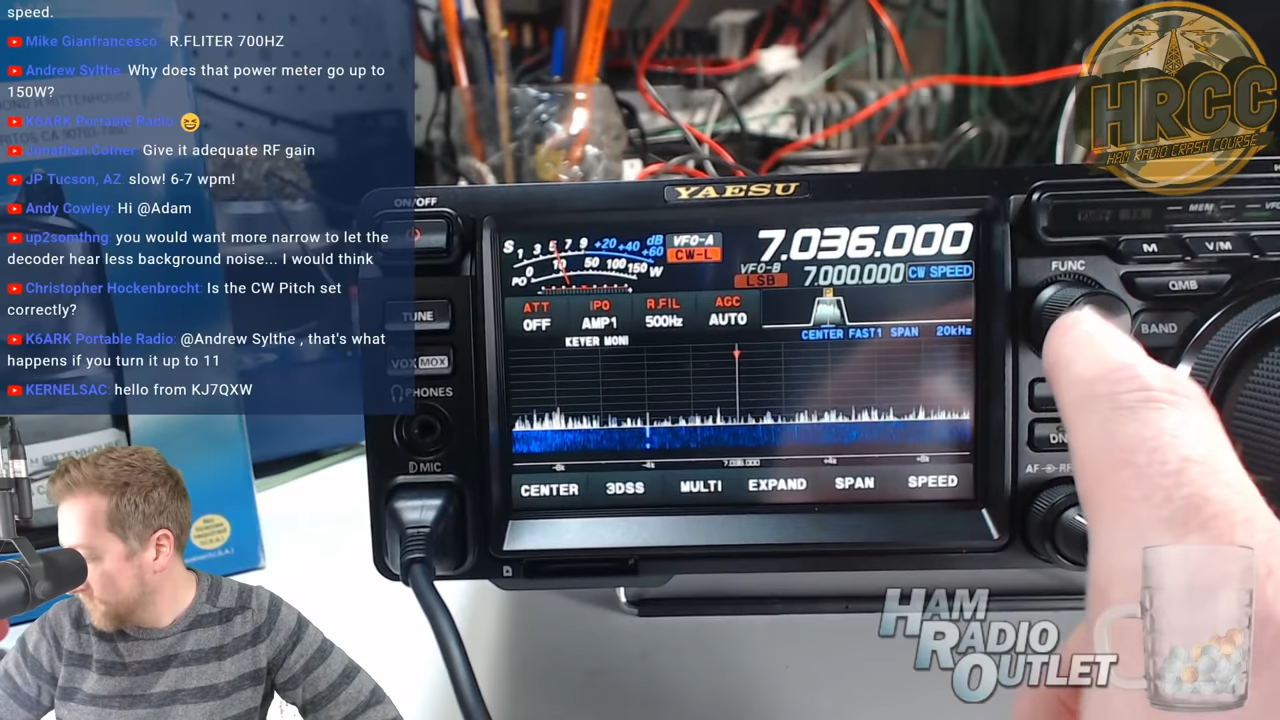 speed.
Mike Gianfrancesco R.FLITER 700HZ
Andrew Sylthe: Why does that power meter go up to
150W?
K6ARK Portable Radio: 😆
Jonathan Cotner: Give it adequate RF gain
JP Tucson, AZ: slow! 6-7 wpm!
Andy Cowley: Hi @Adam
up2somthng: you would want more narrow to let the
decoder hear less background noise... I would think
Christopher Hockenbrocht: Is the CW Pitch set
correctly?
K6ARK Portable Radio: @Andrew Sylthe , that's what
happens if you turn it up to 11
KERNELSAC: hello from KJ7QXW
HRCC
HAM RADIO CRASH COURSE
YAESU
ON/OFF
TUNE
VOX MOX
PHONES
MIC
S 1 3 5 7 9 +20 +40 +60 dB
PO 0 10 50 100 150 W
VFO-A
CW-L
7.036.000
VFO-B
LSB
7.000.000
CW SPEED
ATT
OFF
IPO
AMP1
R.FIL
500Hz
AGC
AUTO
KEYER MONI
CENTER FAST1 SPAN 20kHz
7.036.000
CENTER 3DSS MULTI EXPAND SPAN SPEED
MEM
M
V/M
FUNC
QMB
BAND
DN
AF
RF
HAM
RADIO
OUTLET